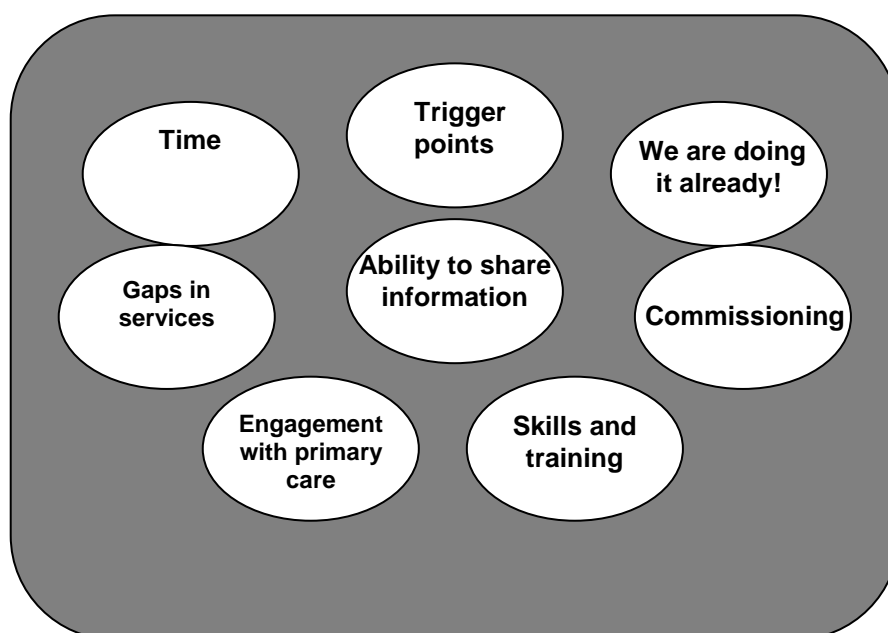 Time
Trigger
points
We are doing
it already!
Gaps in
services
Ability to share
information
Commissioning
Engagement
with primary
care
Skills and
training